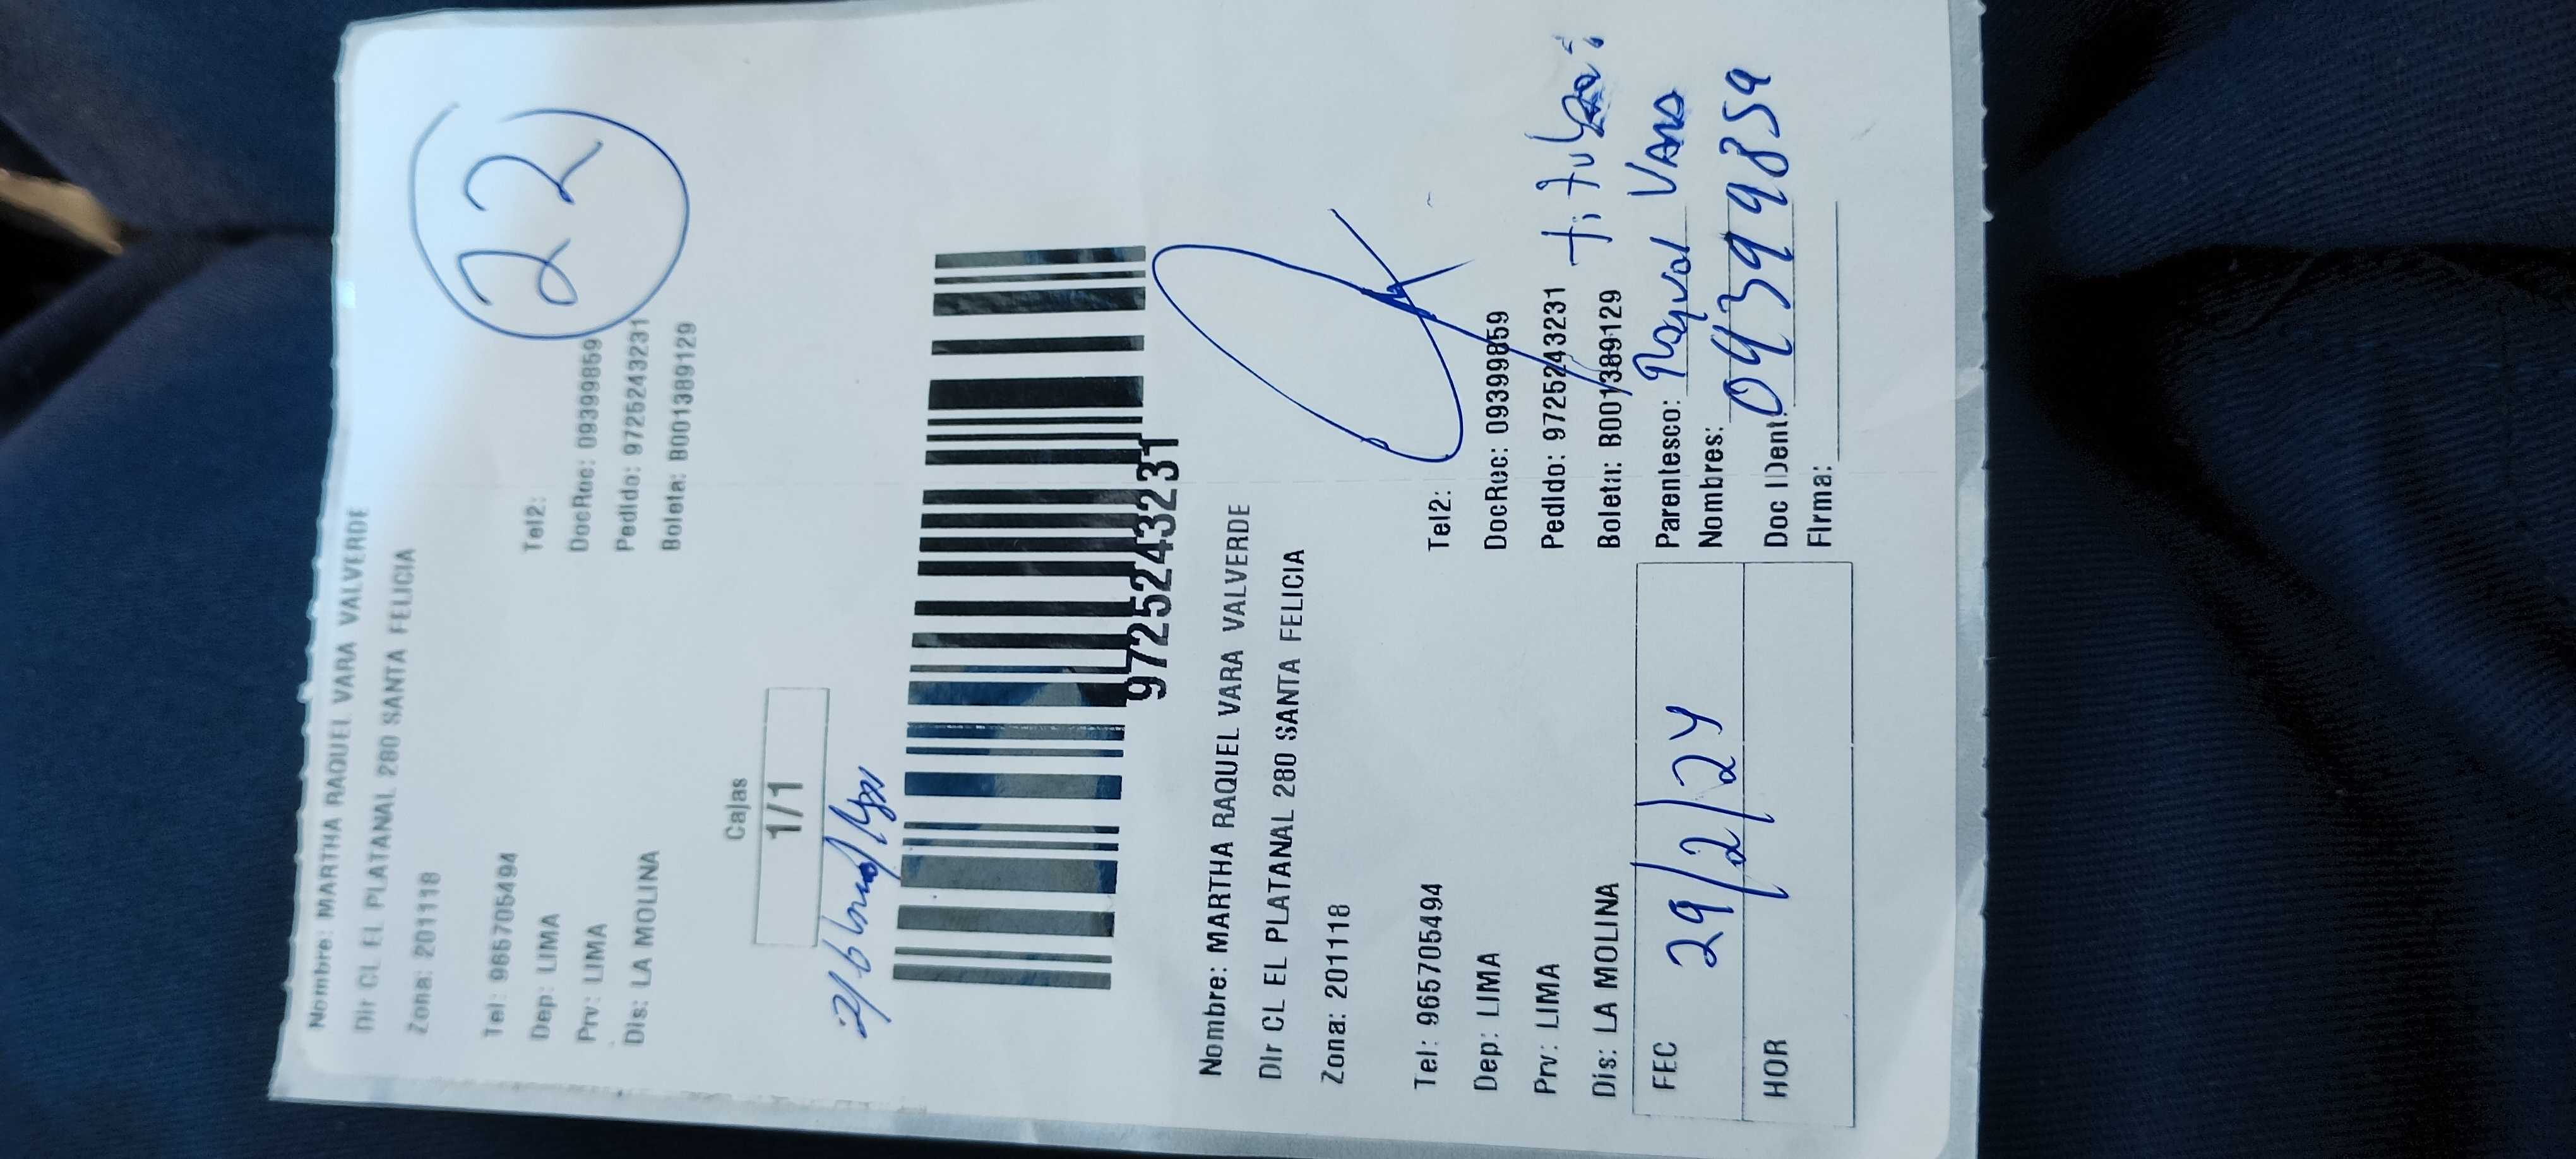 Nombre: MARTHA RAQUEL VARA VALVERDE
Dir CL EL PLATANAL 280 SANTA FELICIA
Zona: 201118
22
Tel: 965705494 Tel2:
Dep: LIMA DocRec: 09399859
Prv: LIMA Pedido: 9725243231
Dis: LA MOLINA Boleta: B001389129
Cajas
1/1
9725243231
Nombre: MARTHA RAQUEL VARA VALVERDE
Dir CL EL PLATANAL 280 SANTA FELICIA
Zona: 201118
Tel: 965705494 Tel2:
Dep: LIMA DocRec: 09399859
Prv: LIMA Pedido: 9725243231
Dis: LA MOLINA Boleta: B001389129
titular
FEC 29/2/24 Parentesco: Raquel Vara
Nombres:
HOR Doc IDent: 09399859
Firma: